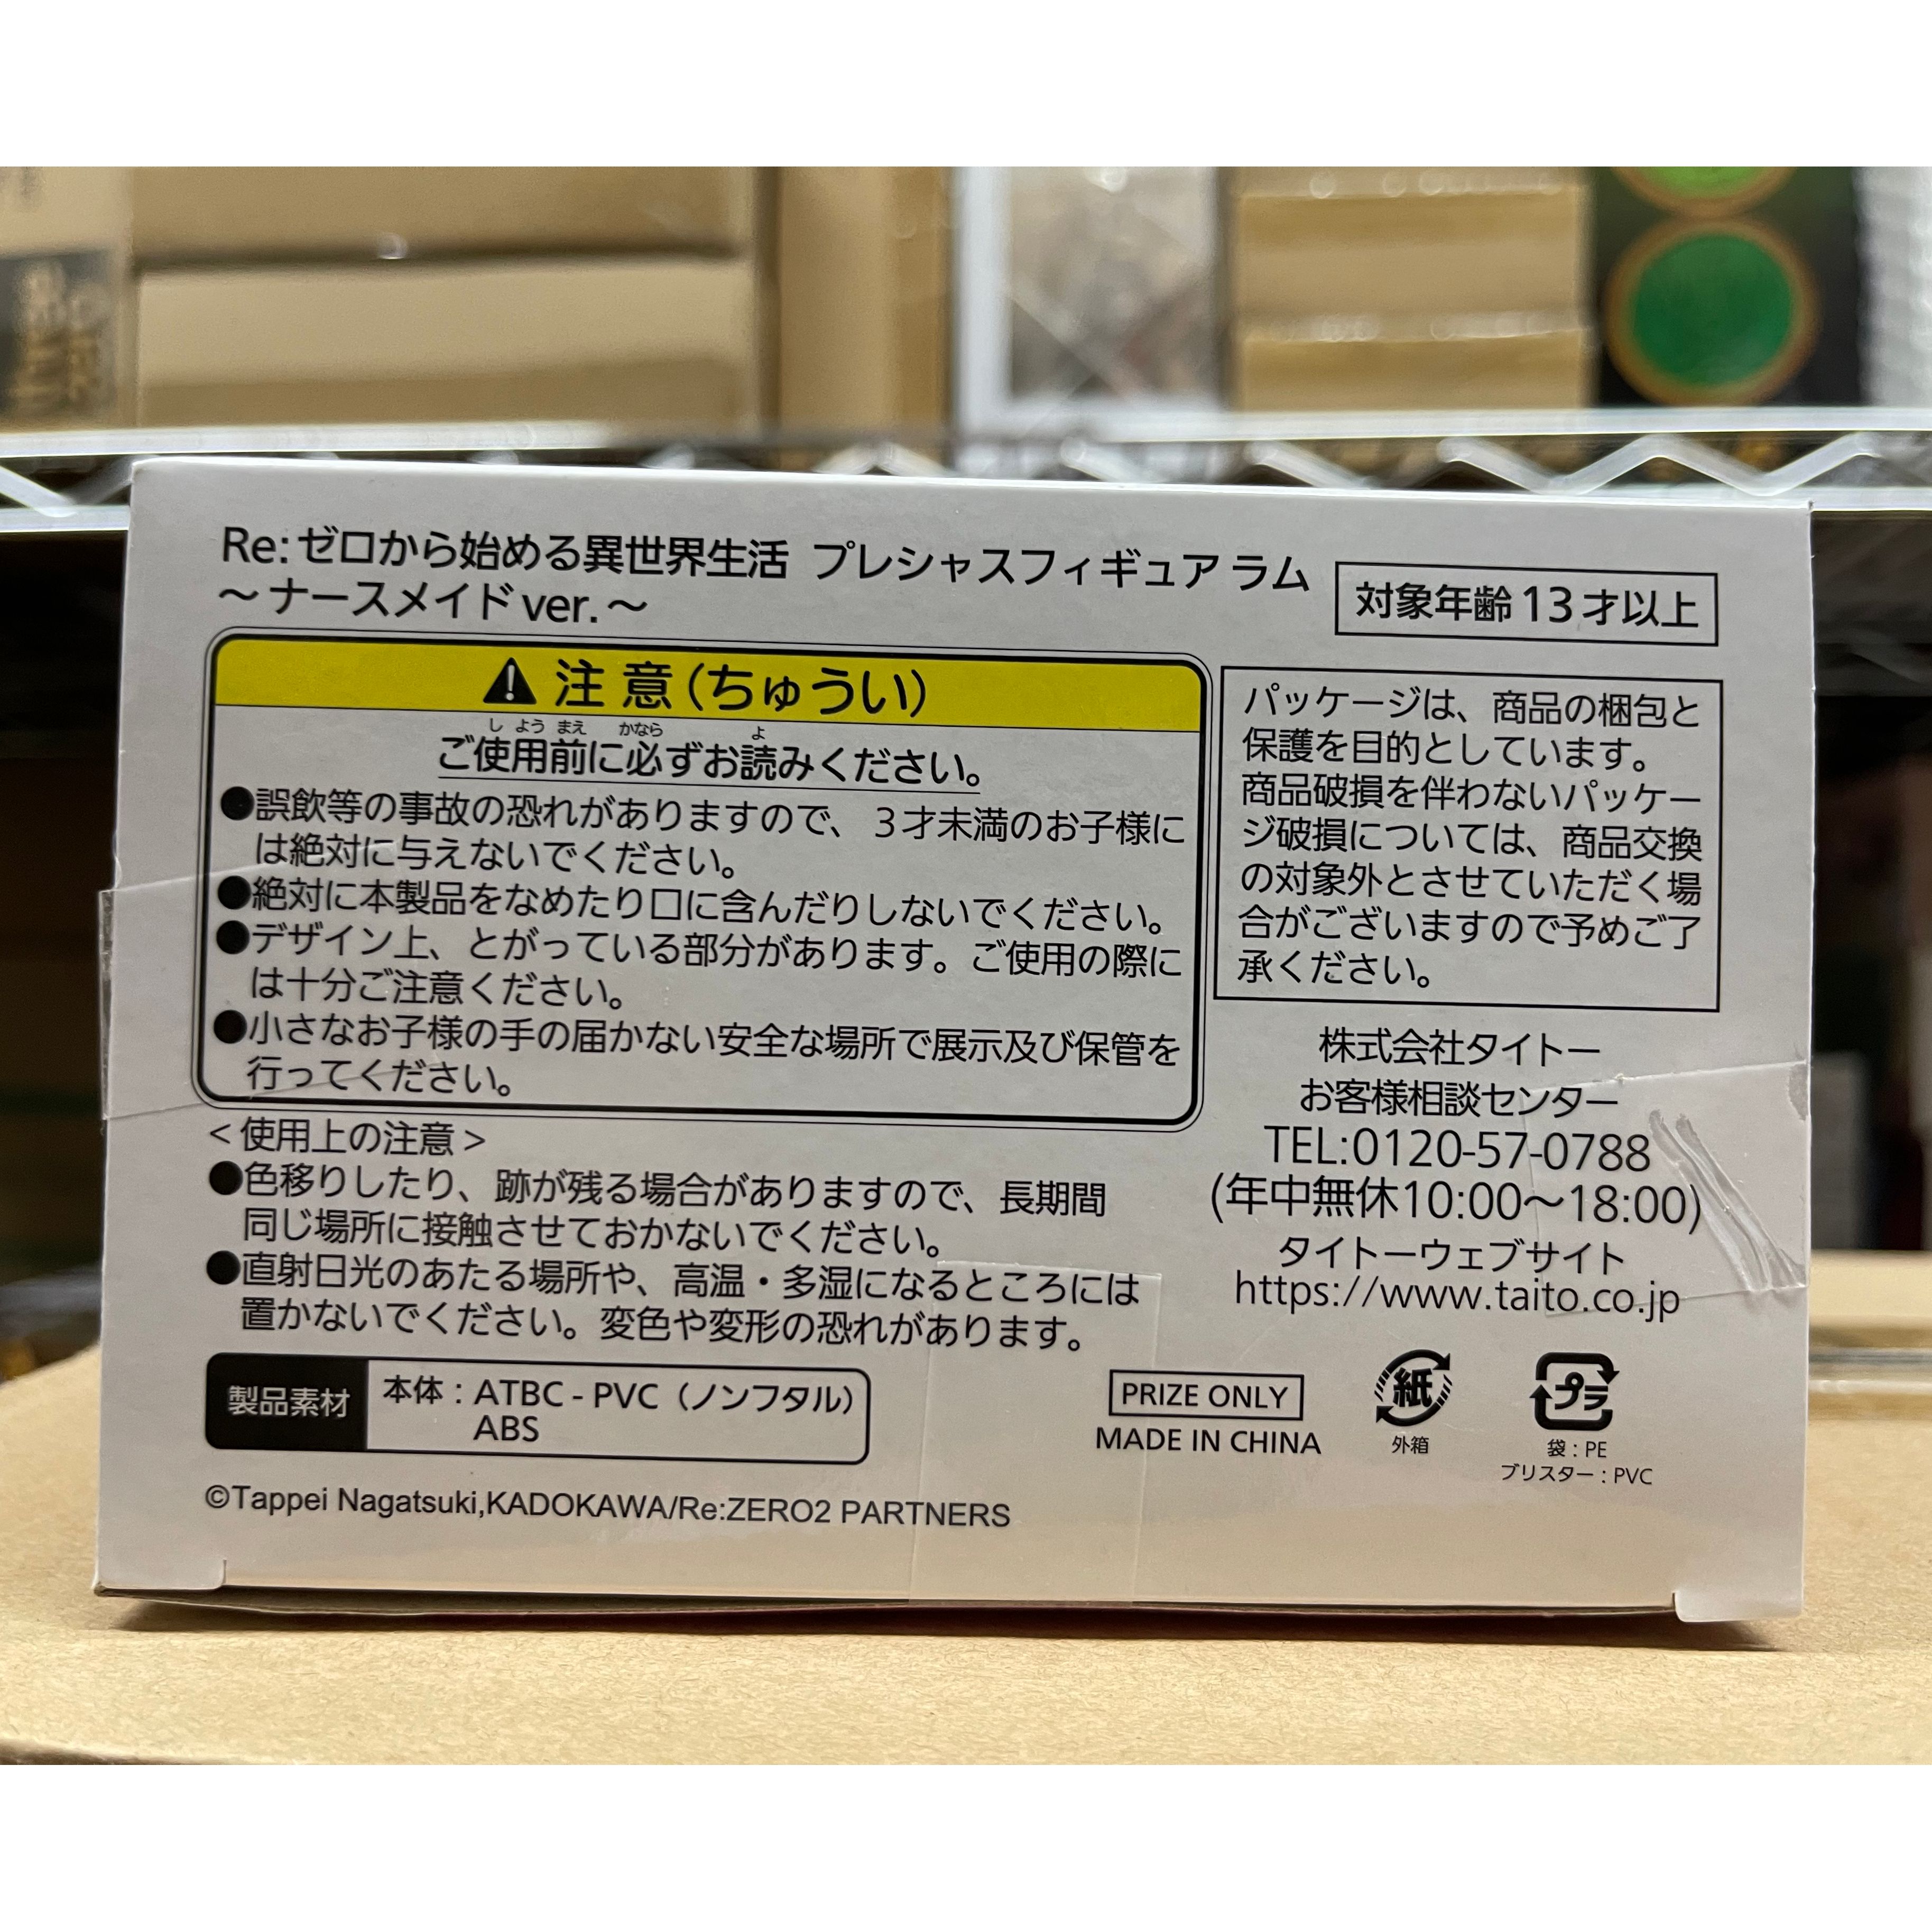 Re:ゼロから始める異世界生活 プレシャスフィギュア ラム
～ナースメイドver.～
対象年齢13才以上
注意(ちゅうい)
し よう まえ かなら よ
ご使用前に必ずお読みください。
●誤飲等の事故の恐れがありますので、3才未満のお子様に
は絶対に与えないでください。
●絶対に本製品をなめたり口に含んだりしないでください。
●デザイン上、とがっている部分があります。ご使用の際に
は十分ご注意ください。
●小さなお子様の手の届かない安全な場所で展示及び保管を
行ってください。
パッケージは、商品の梱包と
保護を目的としています。
商品破損を伴わないパッケー
ジ破損については、商品交換
の対象外とさせていただく場
合がございますので予めご了
承ください。
<使用上の注意>
●色移りしたり、跡が残る場合がありますので、長期間
同じ場所に接触させておかないでください。
●直射日光のあたる場所や、高温・多湿になるところには
置かないでください。変色や変形の恐れがあります。
株式会社タイトー
お客様相談センター
TEL:0120-57-0788
(年中無休10:00～18:00)
タイトーウェブサイト
https://www.taito.co.jp
製品素材
本体：ATBC-PVC（ノンフタル）
ABS
PRIZE ONLY
MADE IN CHINA
紙
外箱
プラ
袋：PE
ブリスター：PVC
©Tappei Nagatsuki,KADOKAWA/Re:ZERO2 PARTNERS